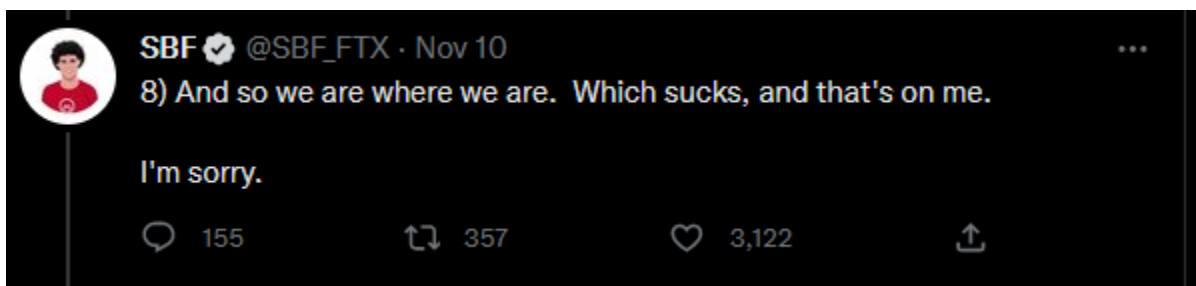 SBF @SBF_FTX · Nov 10
8) And so we are where we are.  Which sucks, and that's on me.
I'm sorry.
155 357 3,122